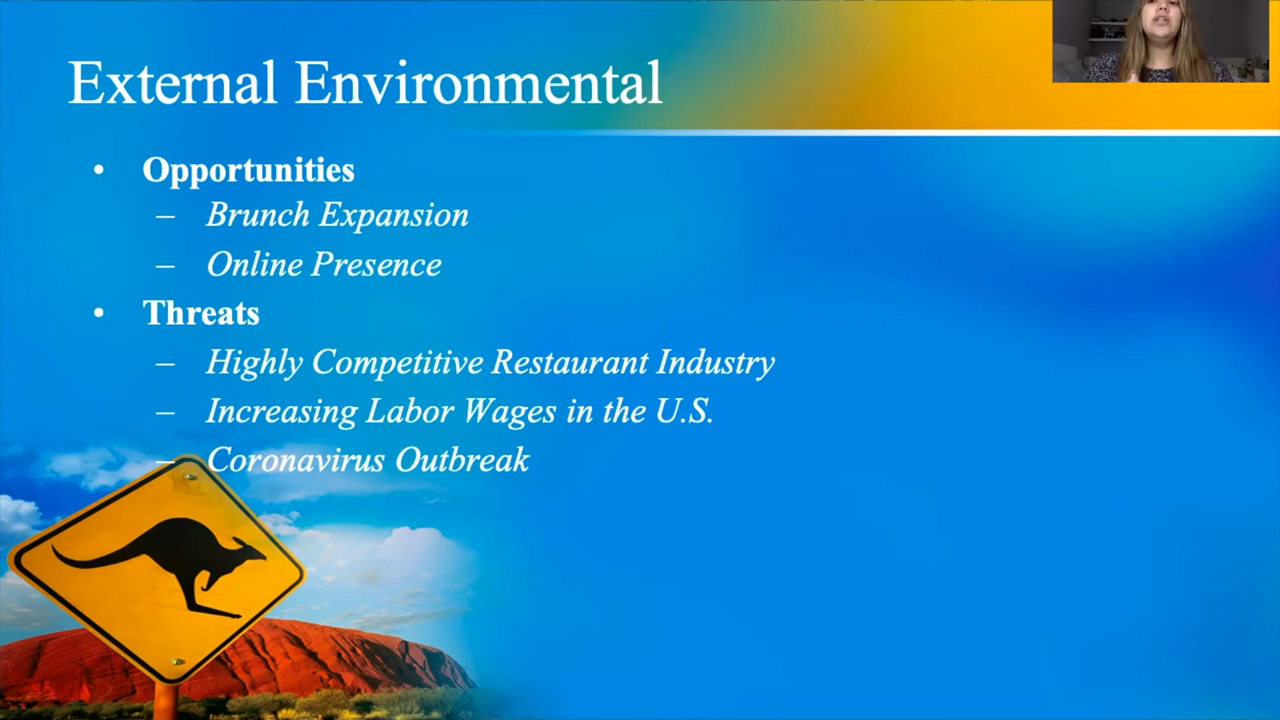 External Environmental
• Opportunities
– Brunch Expansion
– Online Presence
• Threats
– Highly Competitive Restaurant Industry
– Increasing Labor Wages in the U.S.
– Coronavirus Outbreak